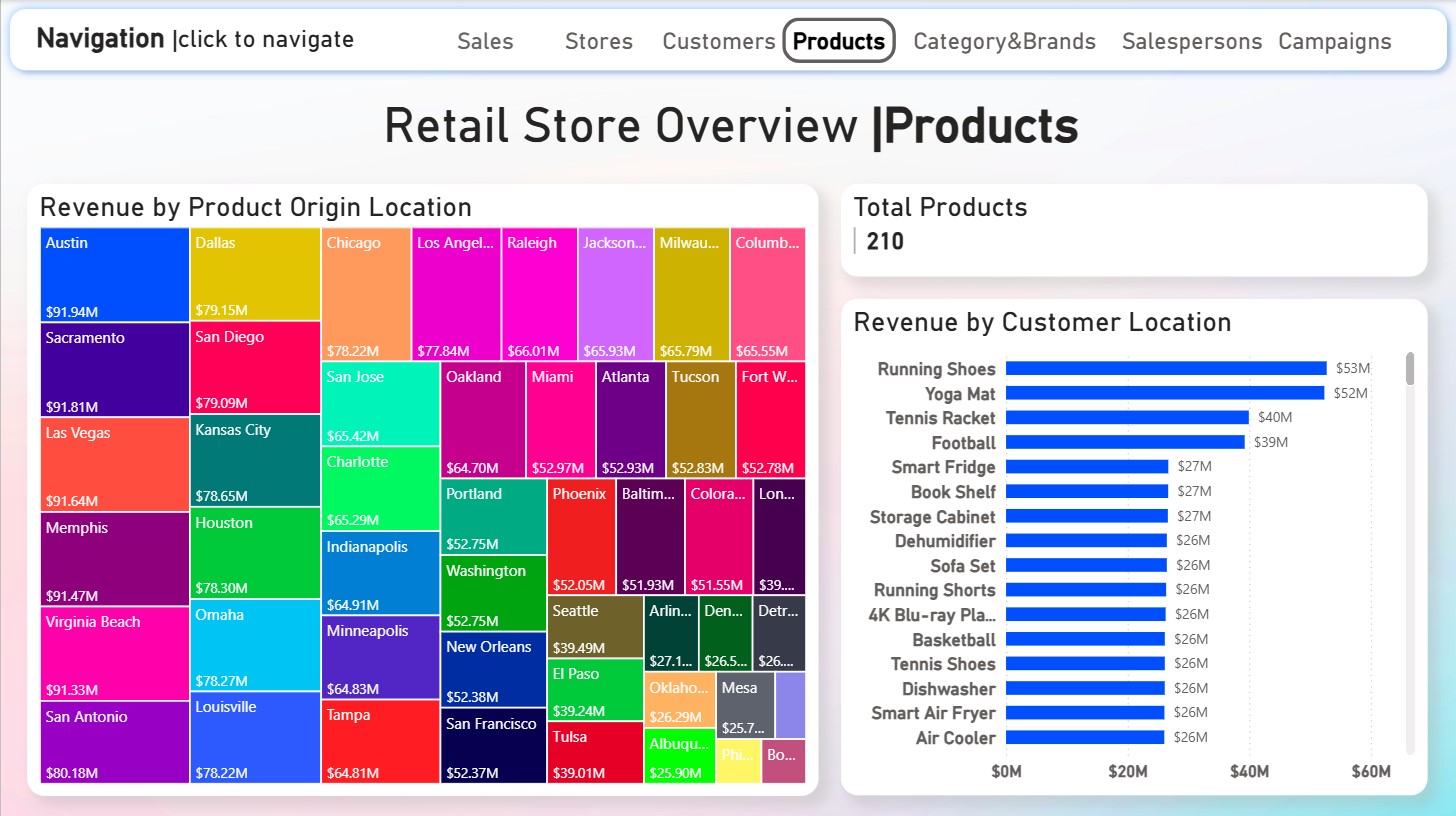 Navigation |click to navigate
Sales
Stores
Customers
Products
Category&Brands
Salespersons
Campaigns
Retail Store Overview |Products
Revenue by Product Origin Location
Austin
$91.94M
Sacramento
$91.81M
Las Vegas
$91.64M
Memphis
$91.47M
Virginia Beach
$91.33M
San Antonio
$80.18M
Dallas
$79.15M
San Diego
$79.09M
Kansas City
$78.65M
Houston
$78.30M
Omaha
$78.27M
Louisville
$78.22M
Chicago
$78.22M
Los Angel...
$77.84M
Raleigh
$66.01M
Jackson...
$65.93M
Milwau...
$65.79M
Columb...
$65.55M
San Jose
$65.42M
Charlotte
$65.29M
Indianapolis
$64.91M
Minneapolis
$64.83M
Tampa
$64.81M
Oakland
$64.70M
Miami
$52.97M
Atlanta
$52.93M
Tucson
$52.83M
Fort W...
$52.78M
Portland
$52.75M
Washington
$52.75M
New Orleans
$52.38M
San Francisco
$52.37M
Phoenix
$52.05M
Baltim...
$51.93M
Colora...
$51.55M
Lon...
$39....
Seattle
$39.49M
El Paso
$39.24M
Tulsa
$39.01M
Arlin...
$27.1...
Den...
$26.5...
Detr...
$26....
Oklaho...
$26.29M
Albuqu...
$25.90M
Mesa
$25.7...
Phi...
Bo...
Total Products
210
Revenue by Customer Location
Running Shoes $53M
Yoga Mat $52M
Tennis Racket $40M
Football $39M
Smart Fridge $27M
Book Shelf $27M
Storage Cabinet $27M
Dehumidifier $26M
Sofa Set $26M
Running Shorts $26M
4K Blu-ray Pla... $26M
Basketball $26M
Tennis Shoes $26M
Dishwasher $26M
Smart Air Fryer $26M
Air Cooler $26M
$0M $20M $40M $60M